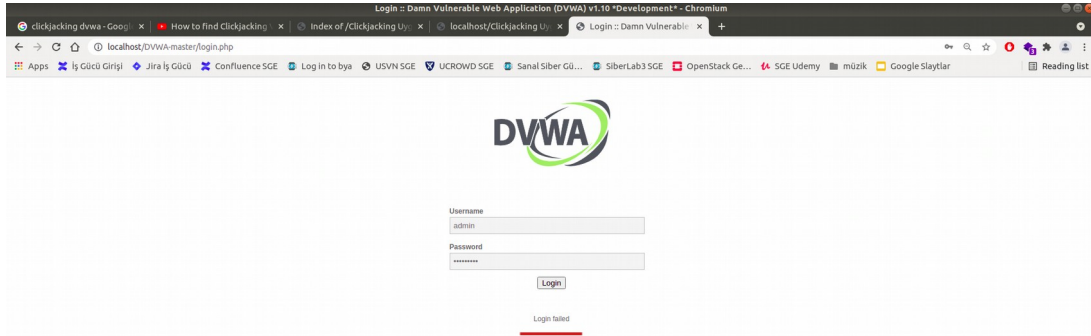 Login :: Damn Vulnerable Web Application (DVWA) v1.10 *Development* - Chromium
clickjacking dvwa - Googl
How to find Clickjacking
Index of /Clickjacking Uyg
localhost/Clickjacking Uy
Login :: Damn Vulnerable
localhost/DVWA-master/login.php
Apps
İş Gücü Girişi
Jira İş Gücü
Confluence SGE
Log in to bya
USVN SGE
UCROWD SGE
Sanal Siber Gü...
SiberLab3 SGE
OpenStack Ge...
SGE Udemy
müzik
Google Slaytlar
Reading list
DVWA
Username
admin
Password
Login
Login failed